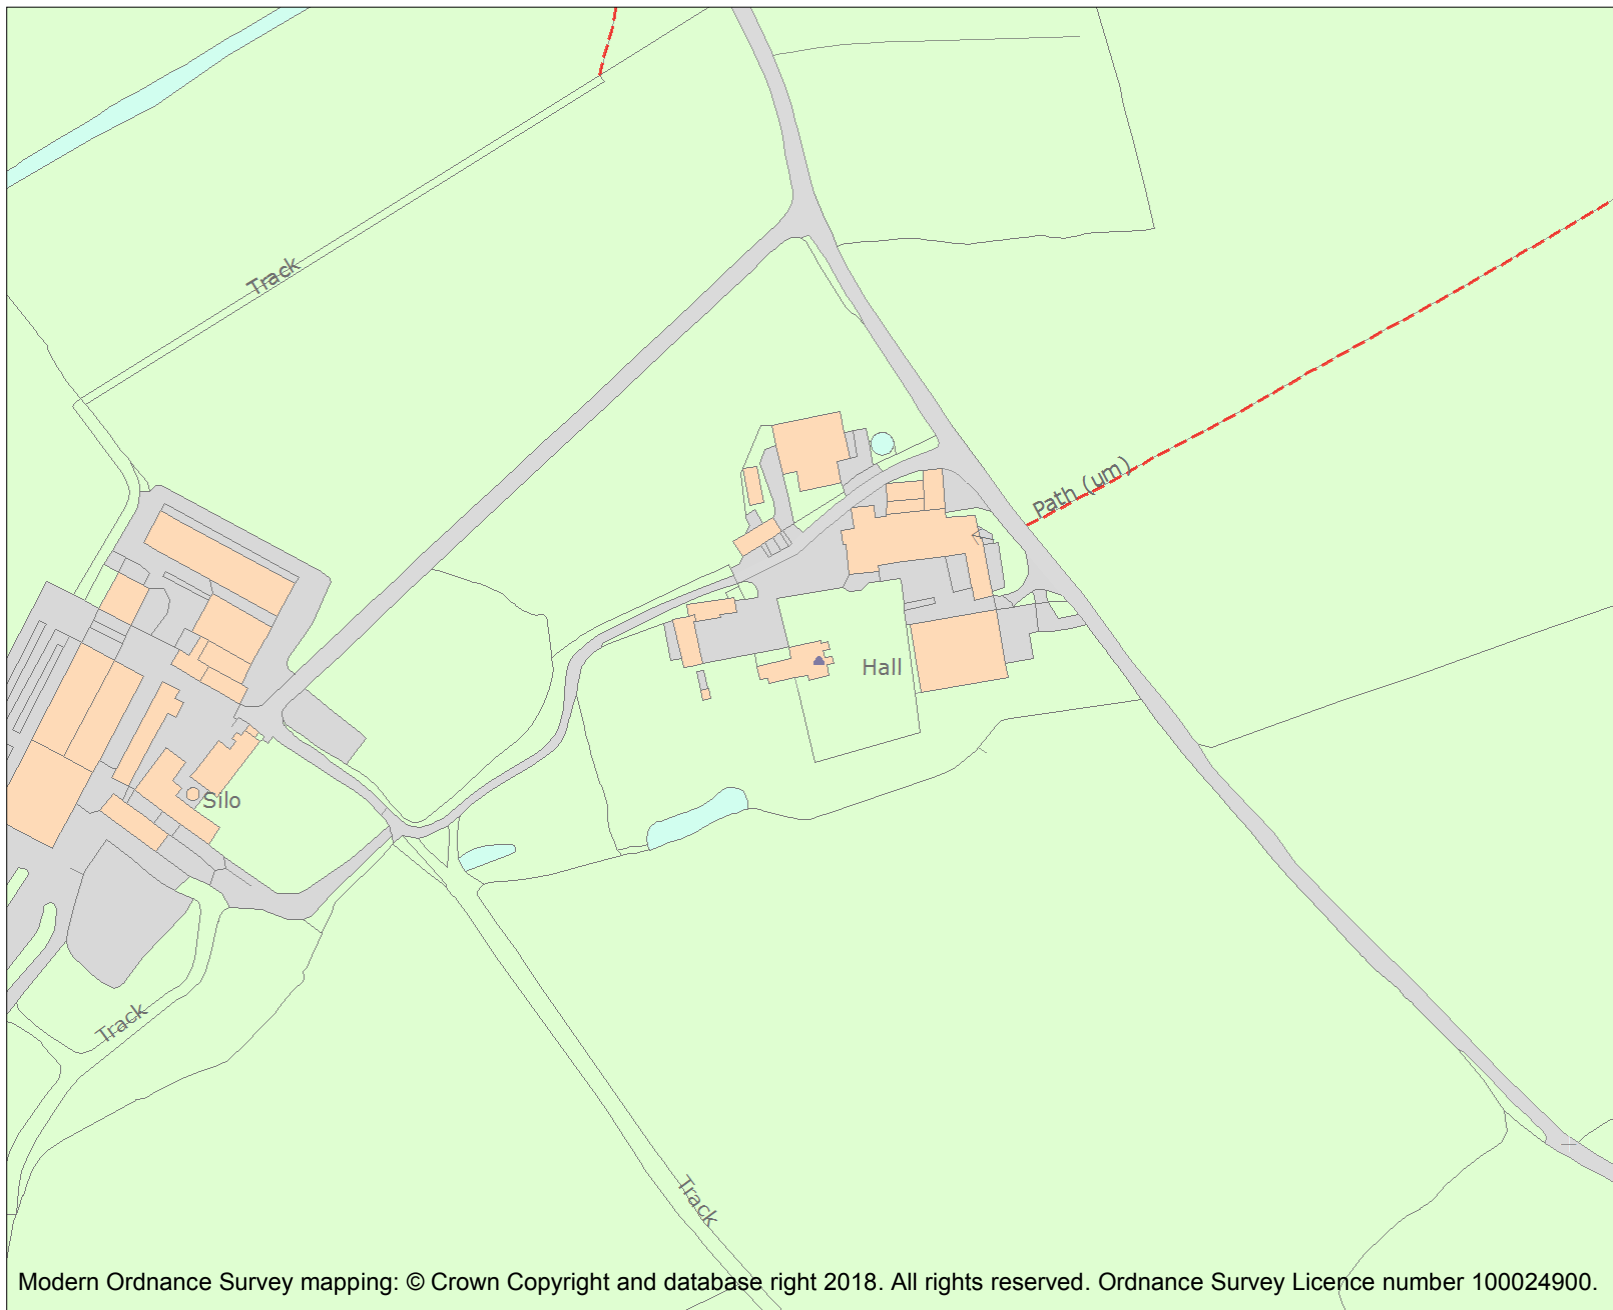 Track
Path (um)
Hall
Silo
Track
Track
Modern Ordnance Survey mapping: © Crown Copyright and database right 2018. All rights reserved. Ordnance Survey Licence number 100024900.